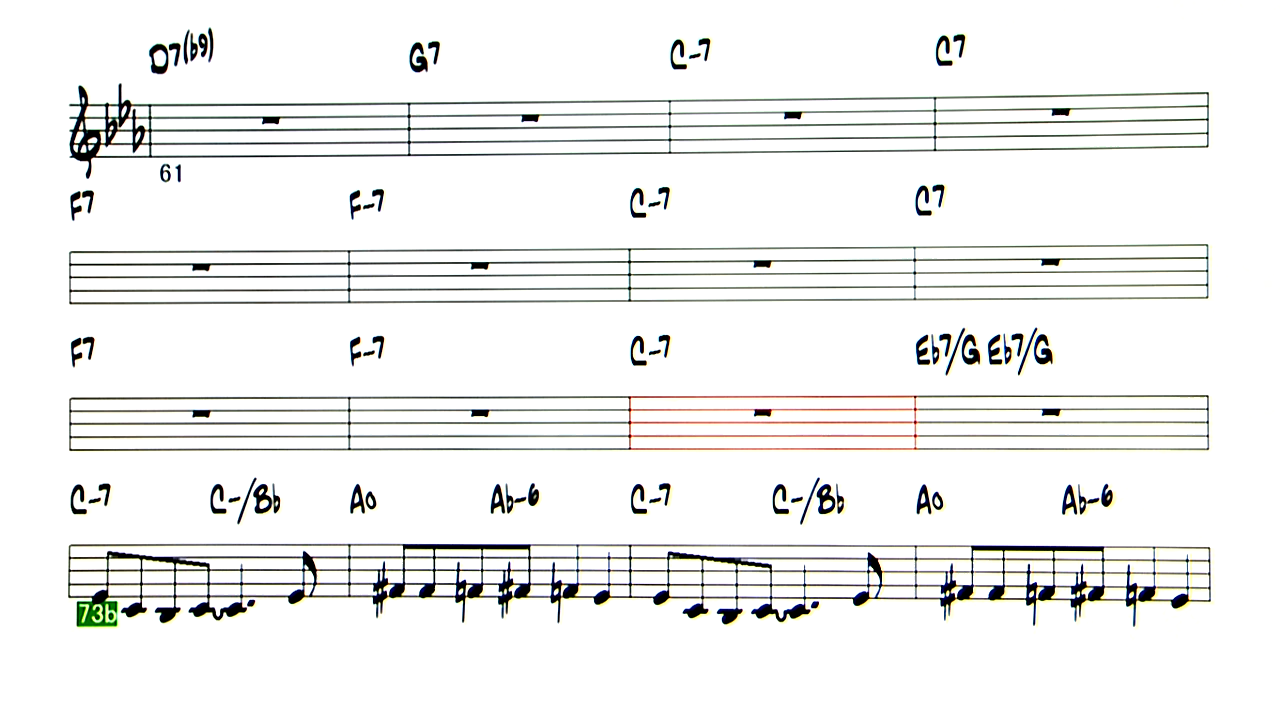 D7(b9) G7 C-7 C7
61
F7 F-7 C-7 C7
F7 F-7 C-7 Eb7/G Eb7/G
C-7 C-/Bb Ao Ab-6 C-7 C-/Bb Ao Ab-6
73b